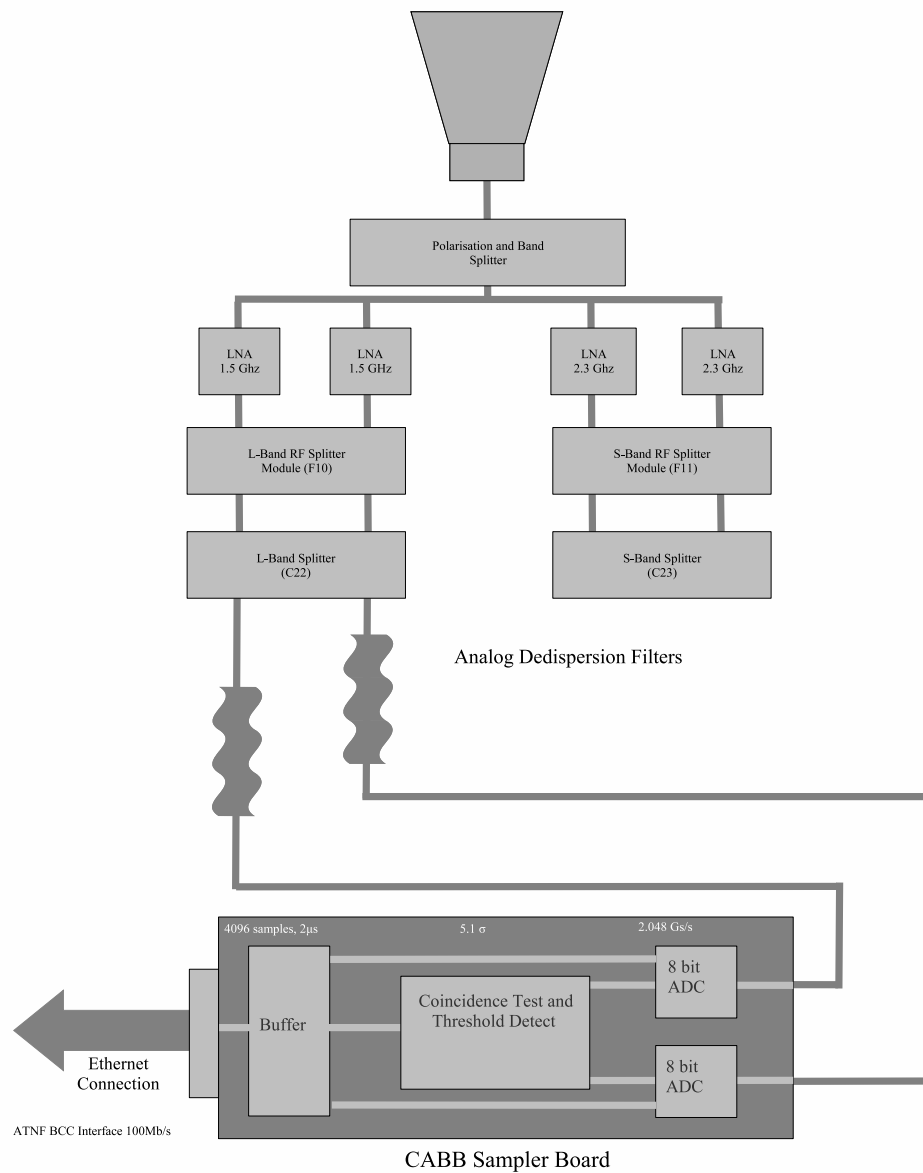 Polarisation and Band
Splitter
LNA
1.5 Ghz
LNA
1.5 GHz
LNA
2.3 Ghz
LNA
2.3 Ghz
L-Band RF Splitter
Module (F10)
S-Band RF Splitter
Module (F11)
L-Band Splitter
(C22)
S-Band Splitter
(C23)
Analog Dedispersion Filters
4096 samples, 2μs
5.1 σ
2.048 Gs/s
8 bit
ADC
Coincidence Test and
Threshold Detect
Buffer
8 bit
ADC
Ethernet
Connection
ATNF BCC Interface 100Mb/s
CABB Sampler Board